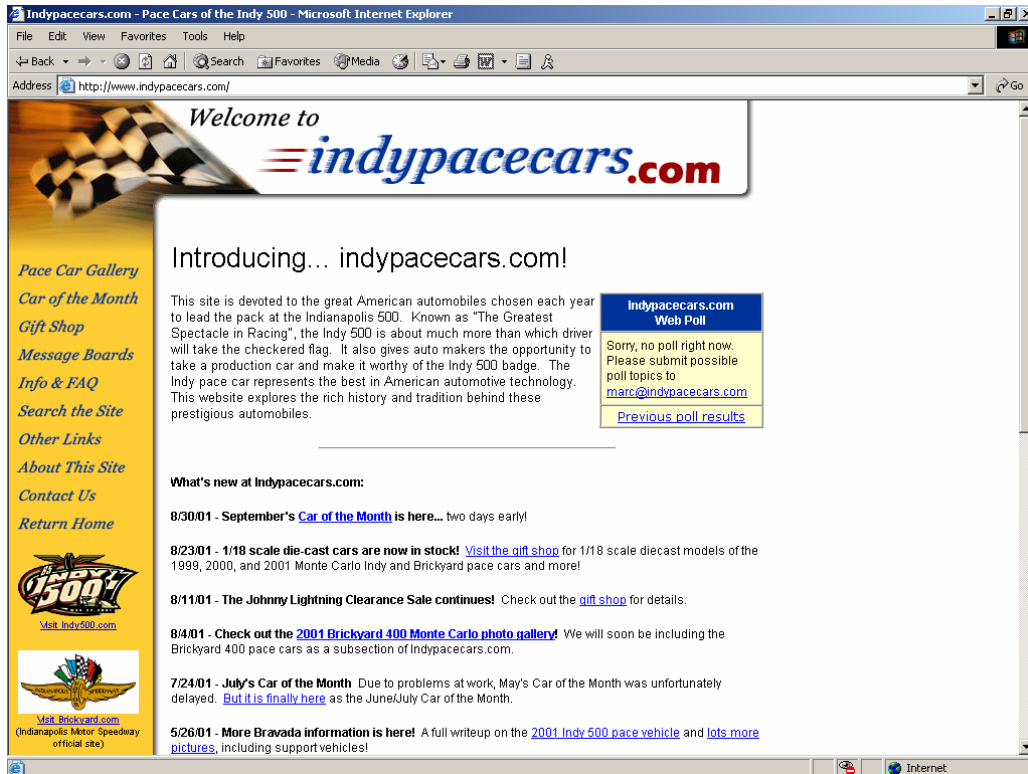 Indypacecars.com - Pace Cars of the Indy 500 - Microsoft Internet Explorer
File Edit View Favorites Tools Help
Back Search Favorites Media
Address http://www.indypacecars.com/ Go
Welcome to
indypacecars.com
Pace Car Gallery
Car of the Month
Gift Shop
Message Boards
Info & FAQ
Search the Site
Other Links
About This Site
Contact Us
Return Home
INDY
500
Visit Indy500.com
INDIANAPOLIS SPEEDWAY
Visit Brickyard.com
(Indianapolis Motor Speedway
official site)
Introducing... indypacecars.com!
This site is devoted to the great American automobiles chosen each year
to lead the pack at the Indianapolis 500. Known as "The Greatest
Spectacle in Racing", the Indy 500 is about much more than which driver
will take the checkered flag. It also gives auto makers the opportunity to
take a production car and make it worthy of the Indy 500 badge. The
Indy pace car represents the best in American automotive technology.
This website explores the rich history and tradition behind these
prestigious automobiles.
Indypacecars.com
Web Poll
Sorry, no poll right now.
Please submit possible
poll topics to
marc@indypacecars.com
Previous poll results
What's new at Indypacecars.com:
8/30/01 - September's Car of the Month is here... two days early!
8/23/01 - 1/18 scale die-cast cars are now in stock! Visit the gift shop for 1/18 scale diecast models of the
1999, 2000, and 2001 Monte Carlo Indy and Brickyard pace cars and more!
8/11/01 - The Johnny Lightning Clearance Sale continues! Check out the gift shop for details.
8/4/01 - Check out the 2001 Brickyard 400 Monte Carlo photo gallery! We will soon be including the
Brickyard 400 pace cars as a subsection of Indypacecars.com.
7/24/01 - July's Car of the Month Due to problems at work, May's Car of the Month was unfortunately
delayed. But it is finally here as the June/July Car of the Month.
5/26/01 - More Bravada information is here! A full writeup on the 2001 Indy 500 pace vehicle and lots more
pictures, including support vehicles!
Internet